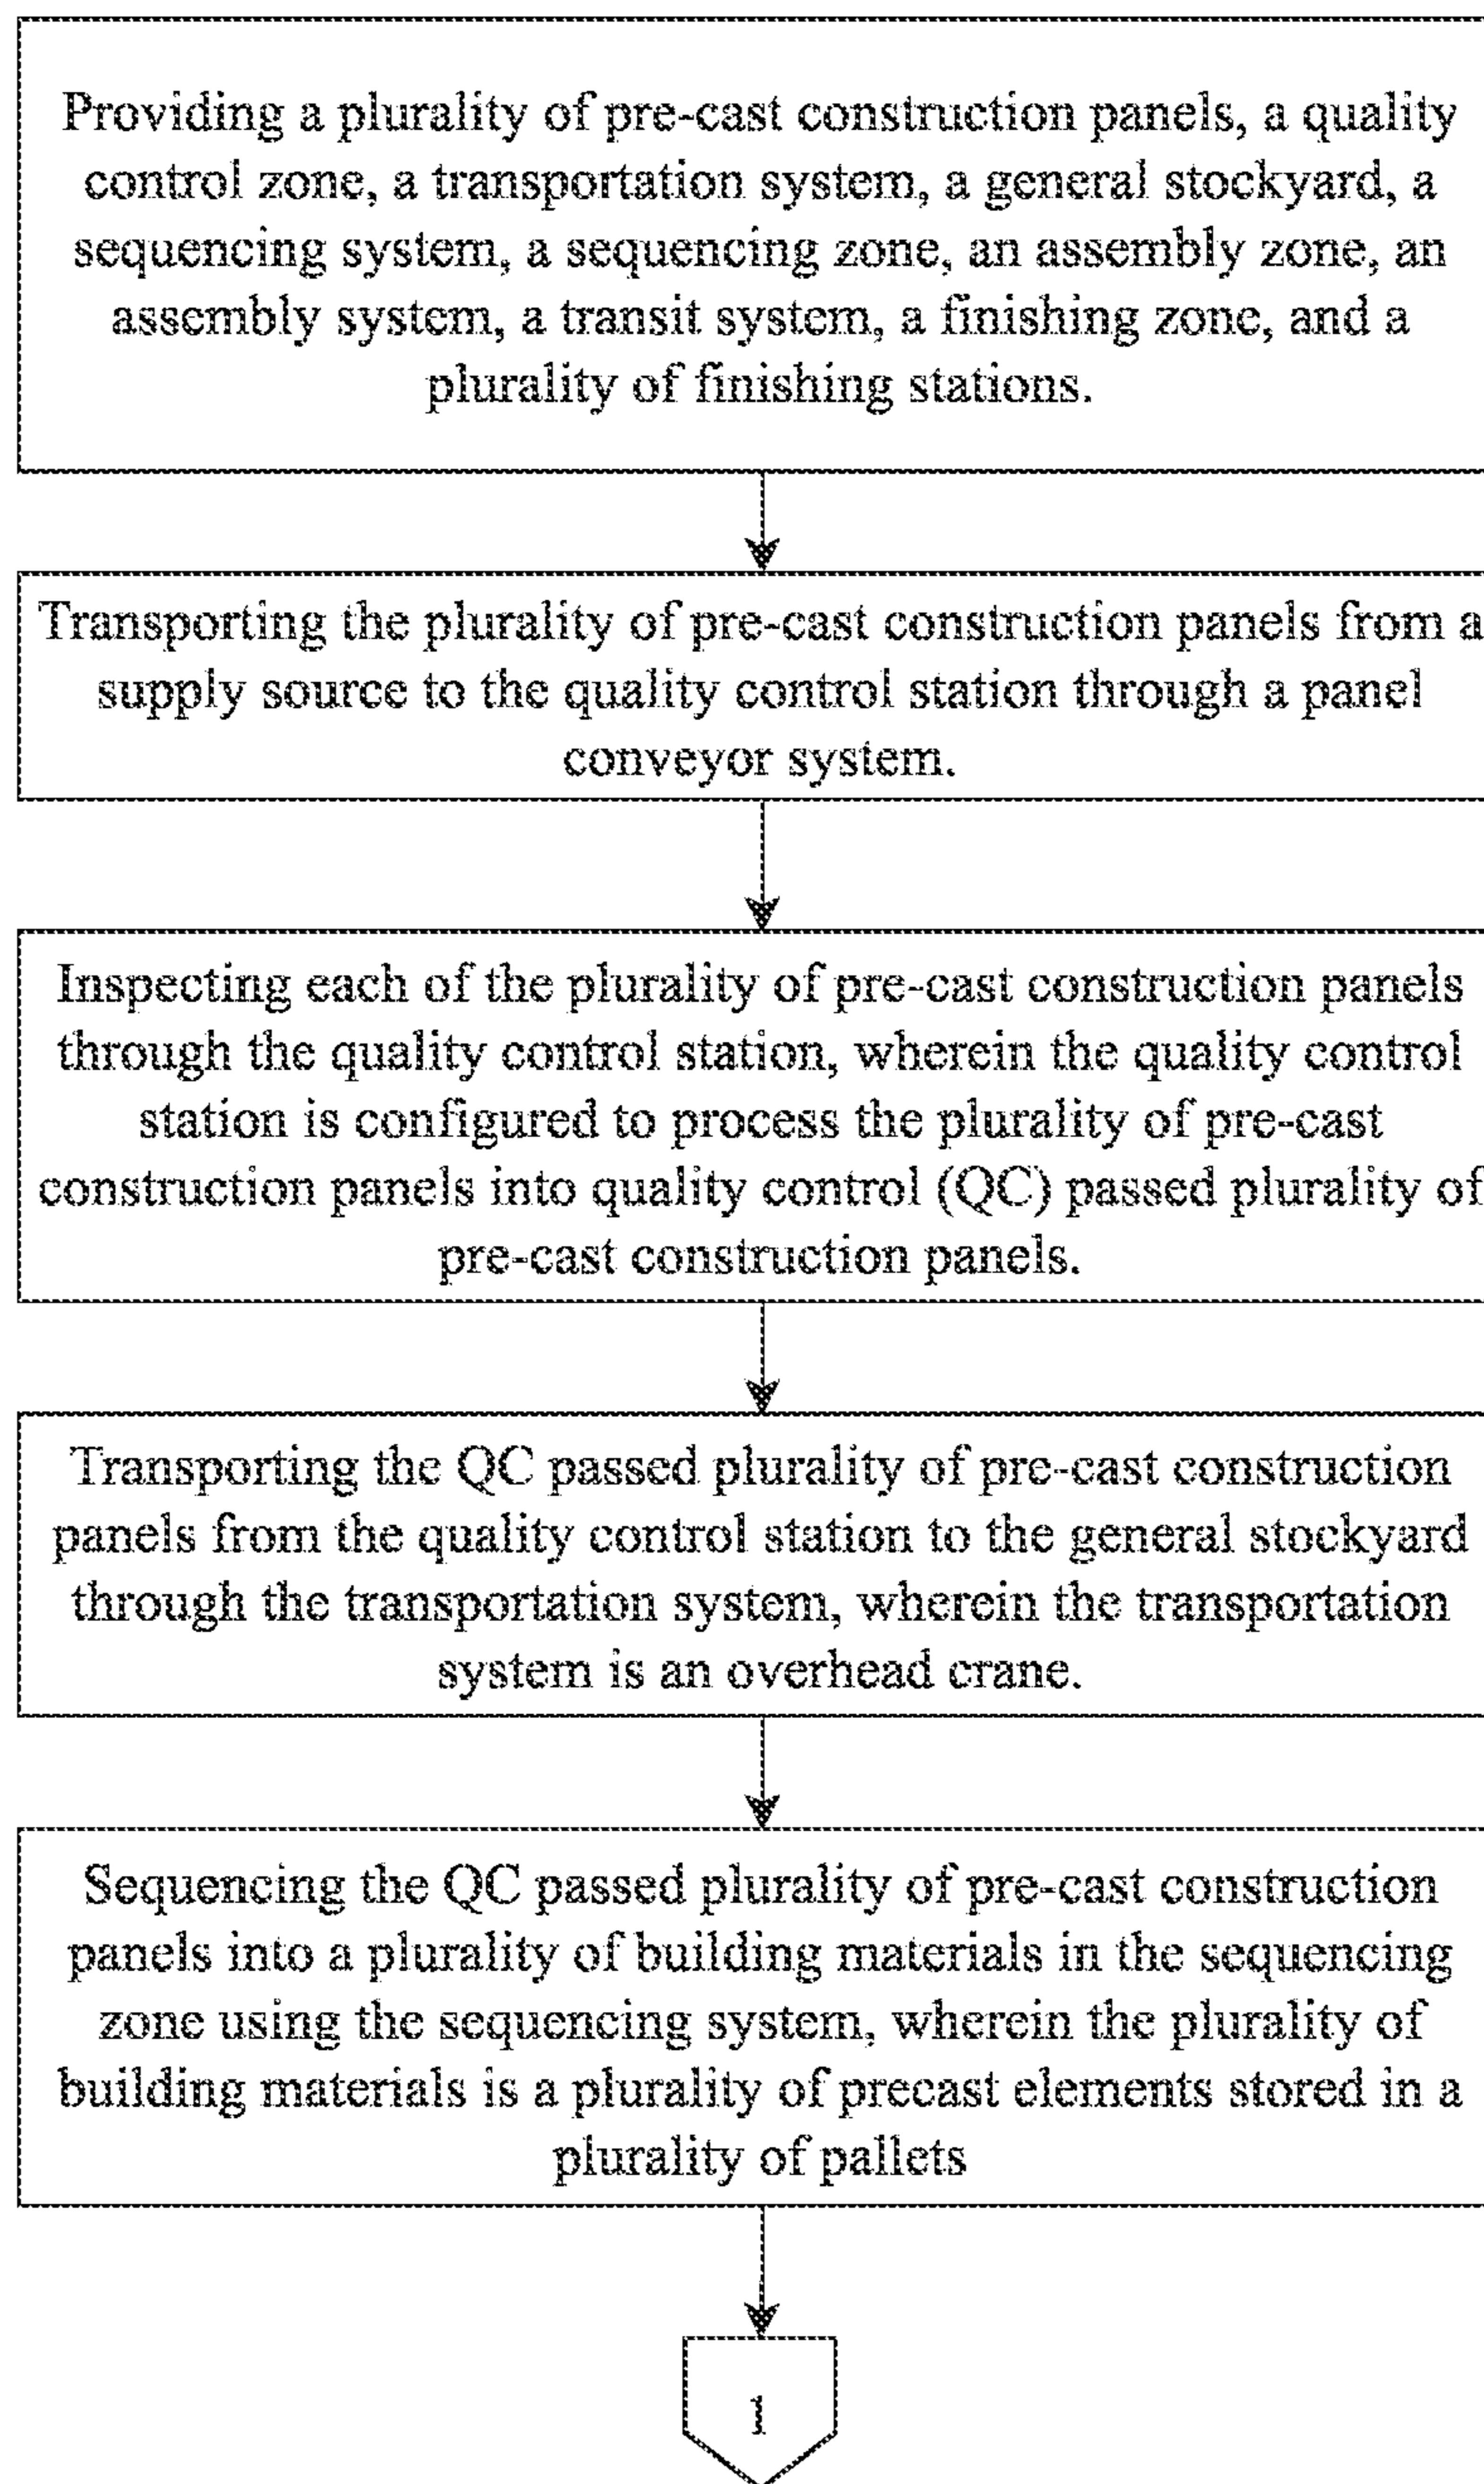 Providing a plurality of pre-cast construction panels, a quality
control zone, a transportation system, a general stockyard, a
sequencing system, a sequencing zone, an assembly zone, an
assembly system, a transit system, a finishing zone, and a
plurality of finishing stations.
Transporting the plurality of pre-cast construction panels from a
supply source to the quality control station through a panel
conveyor system.
Inspecting each of the plurality of pre-cast construction panels
through the quality control station, wherein the quality control
station is configured to process the plurality of pre-cast
construction panels into quality control (QC) passed plurality of
pre-cast construction panels.
Transporting the QC passed plurality of pre-cast construction
panels from the quality control station to the general stockyard
through the transportation system, wherein the transportation
system is an overhead crane.
Sequencing the QC passed plurality of pre-cast construction
panels into a plurality of building materials in the sequencing
zone using the sequencing system, wherein the plurality of
building materials is a plurality of precast elements stored in a
plurality of pallets
1